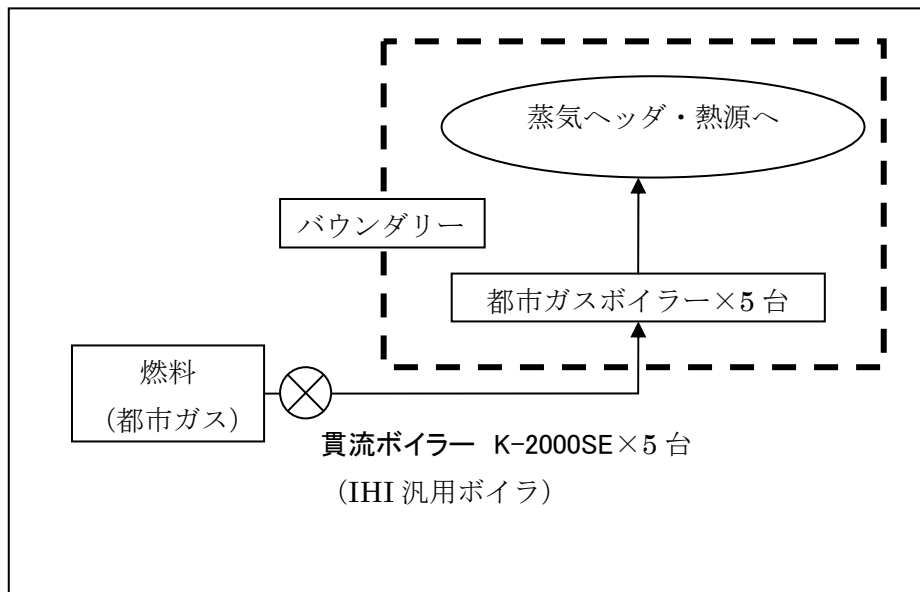 蒸気ヘッダ・熱源へ
バウンダリー
都市ガスボイラー×5 台
燃料
（都市ガス）
貫流ボイラー K-2000SE×5 台
（IHI 汎用ボイラ）